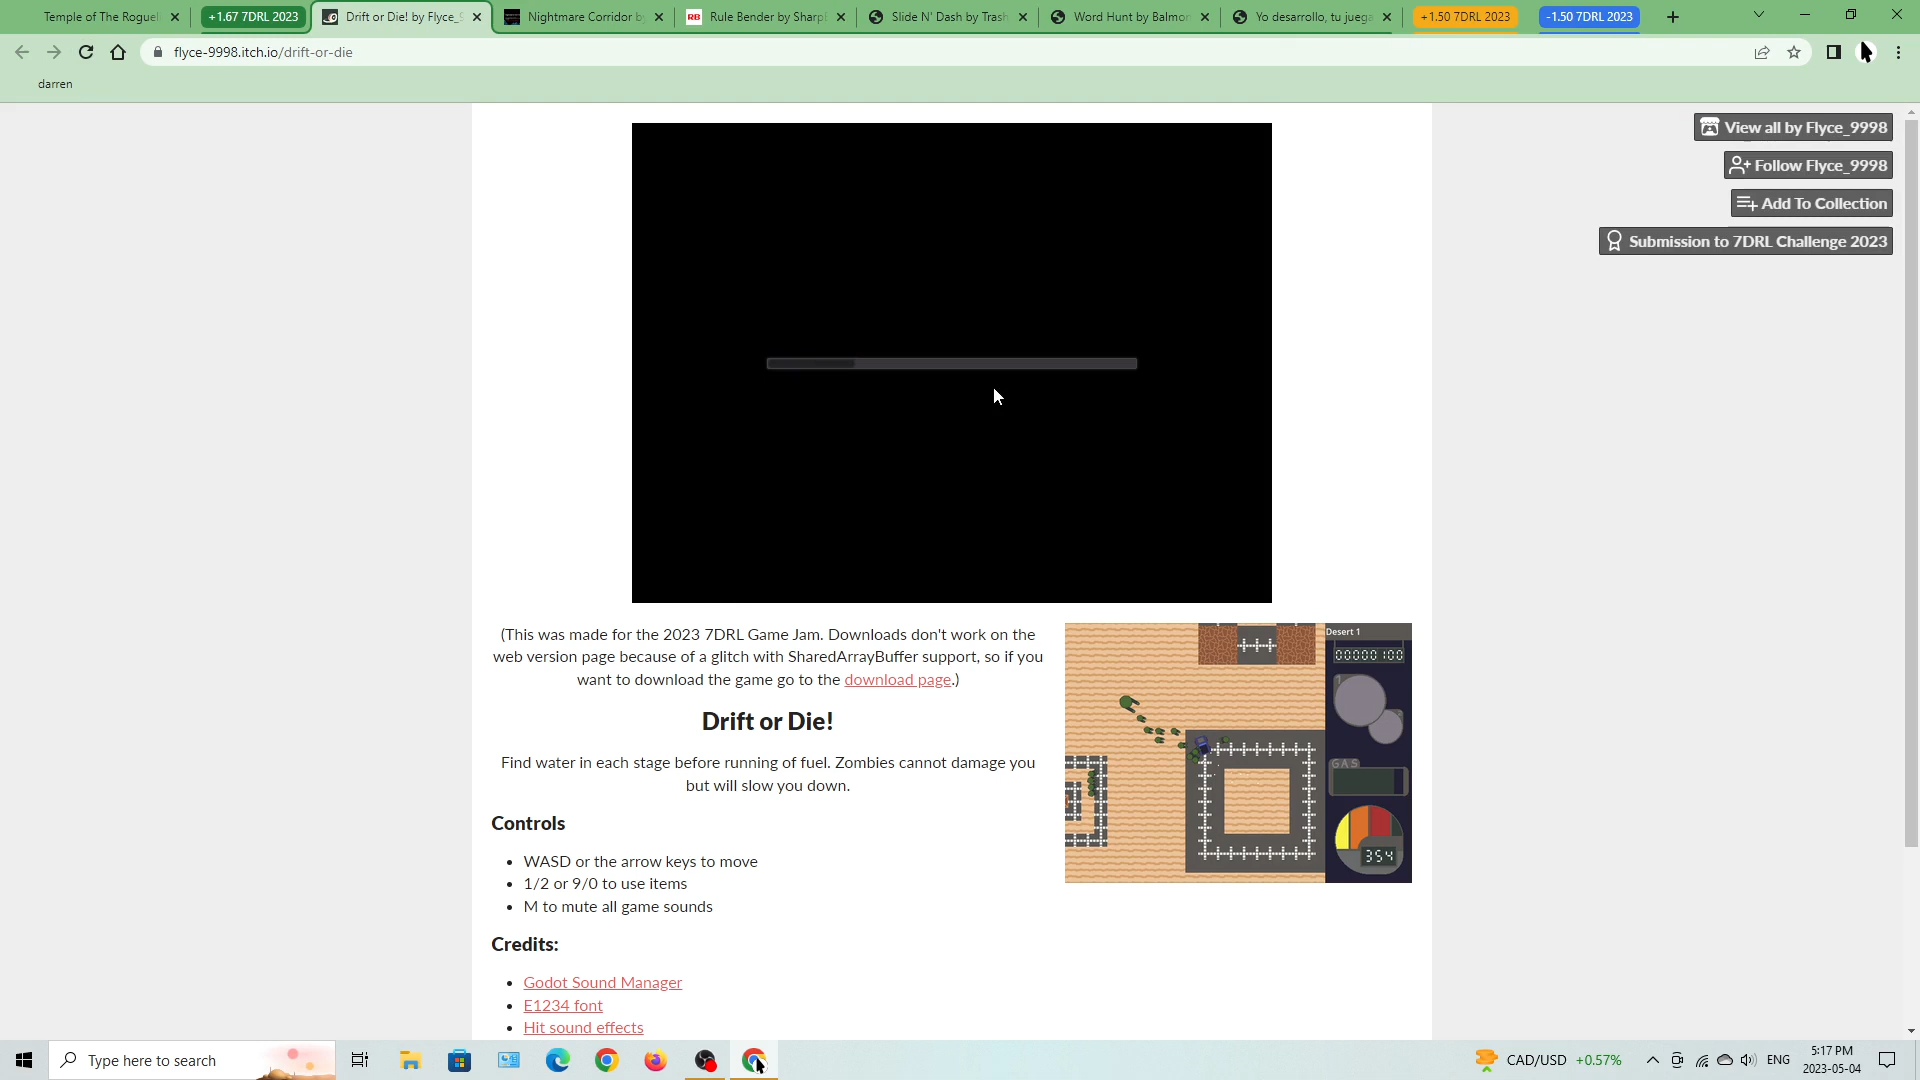 Temple of The Rogueli
+1.67 7DRL 2023
Drift or Die! by Flyce_9
Nightmare Corridor by
Rule Bender by SharpE
Slide N' Dash by Trash
Word Hunt by Balmor
Yo desarrollo, tu juega
+1.50 7DRL 2023
-1.50 7DRL 2023
flyce-9998.itch.io/drift-or-die
darren
View all by Flyce_9998
Follow Flyce_9998
Add To Collection
Submission to 7DRL Challenge 2023
(This was made for the 2023 7DRL Game Jam. Downloads don't work on the
web version page because of a glitch with SharedArrayBuffer support, so if you
want to download the game go to the download page.)
Drift or Die!
Find water in each stage before running of fuel. Zombies cannot damage you
but will slow you down.
Controls
WASD or the arrow keys to move
1/2 or 9/0 to use items
M to mute all game sounds
Credits:
Godot Sound Manager
E1234 font
Hit sound effects
Desert 1
00000100
1
GAS
354
Type here to search
CAD/USD +0.57%
ENG
5:17 PM
2023-05-04